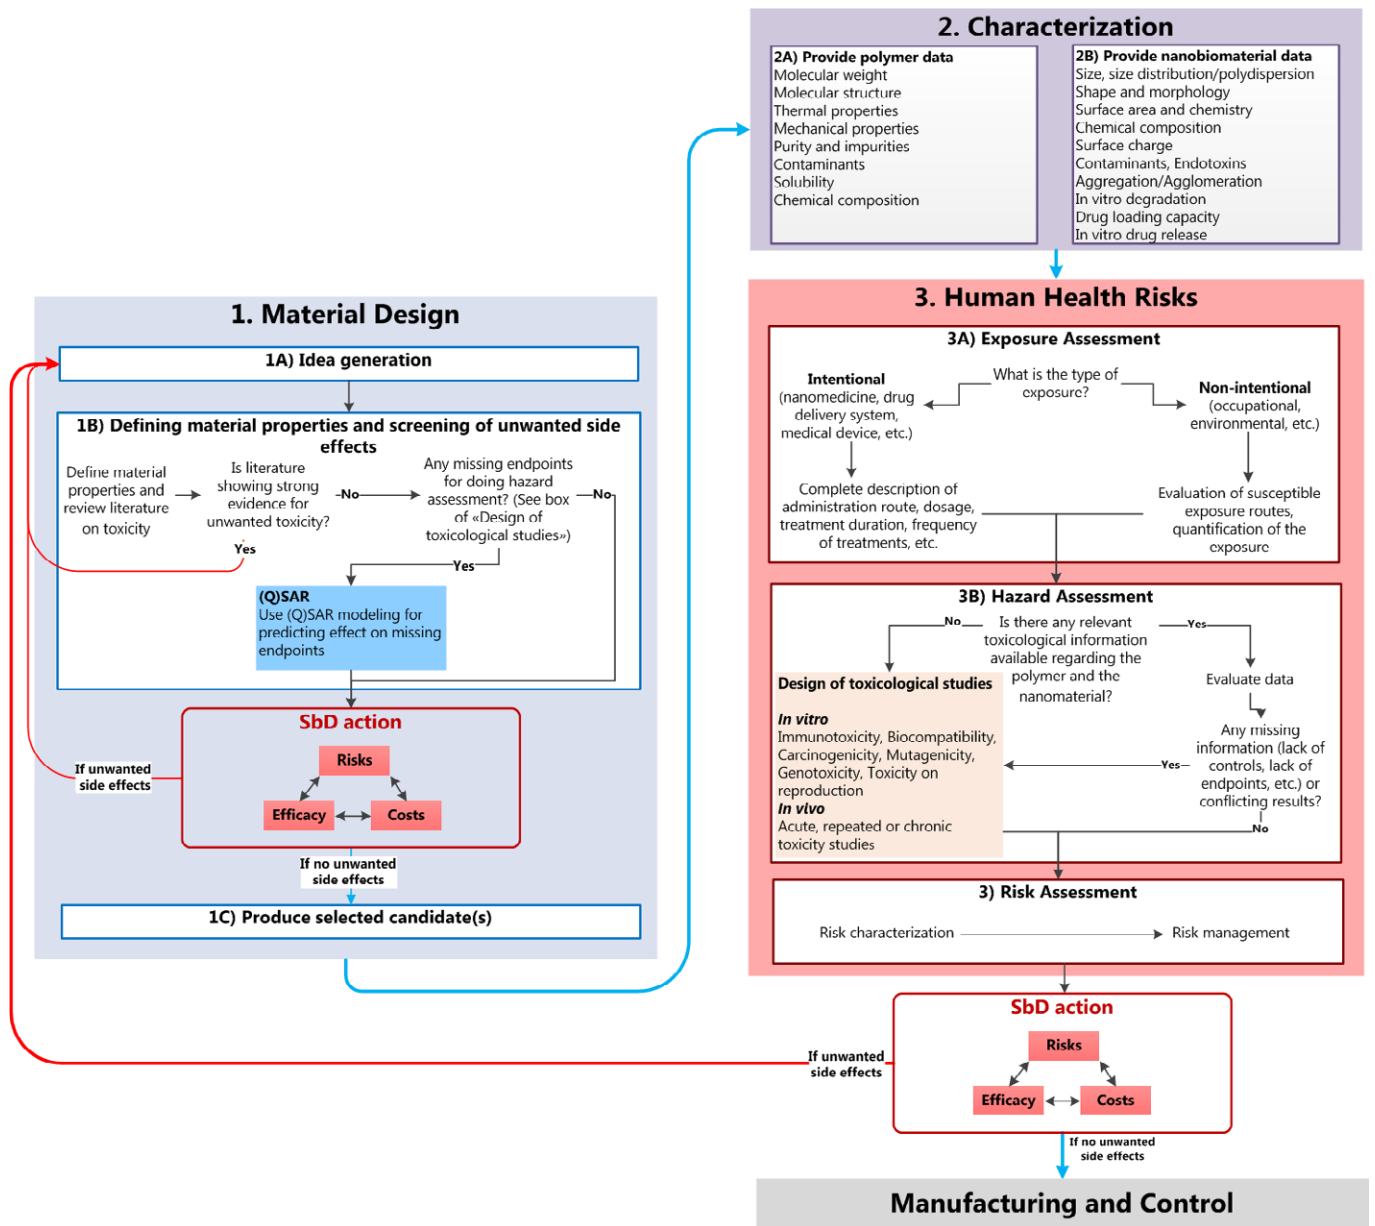 2. Characterization
2A) Provide polymer data
Molecular weight
Molecular structure
Thermal properties
Mechanical properties
Purity and impurities
Contaminants
Solubility
Chemical composition
2B) Provide nanobiomaterial data
Size, size distribution/polydispersion
Shape and morphology
Surface area and chemistry
Chemical composition
Surface charge
Contaminants, Endotoxins
Aggregation/Agglomeration
In vitro degradation
Drug loading capacity
In vitro drug release
1. Material Design
1A) Idea generation
1B) Defining material properties and screening of unwanted side
effects
Define material
properties and
review literature
on toxicity
Is literature
showing strong
evidence for
unwanted toxicity?
No
Yes
Any missing endpoints
for doing hazard
assessment? (See box
of «Design of
toxicological studies»)
No
Yes
(Q)SAR
Use (Q)SAR modeling for
predicting effect on missing
endpoints
SbD action
Risks
Efficacy
Costs
If unwanted
side effects
If no unwanted
side effects
1C) Produce selected candidate(s)
3. Human Health Risks
3A) Exposure Assessment
What is the type of
exposure?
Intentional
(nanomedicine, drug
delivery system,
medical device, etc.)
Non-intentional
(occupational,
environmental, etc.)
Complete description of
administration route, dosage,
treatment duration, frequency
of treatments, etc.
Evaluation of susceptible
exposure routes,
quantification of the
exposure
3B) Hazard Assessment
Is there any relevant
toxicological information
available regarding the
polymer and the
nanomaterial?
No
Yes
Design of toxicological studies
In vitro
Immunotoxicity, Biocompatibility,
Carcinogenicity, Mutagenicity,
Genotoxicity, Toxicity on
reproduction
In vivo
Acute, repeated or chronic
toxicity studies
Evaluate data
Any missing
information (lack of
controls, lack of
endpoints, etc.) or
conflicting results?
Yes
No
3) Risk Assessment
Risk characterization
Risk management
SbD action
Risks
Efficacy
Costs
If unwanted
side effects
If no unwanted
side effects
Manufacturing and Control